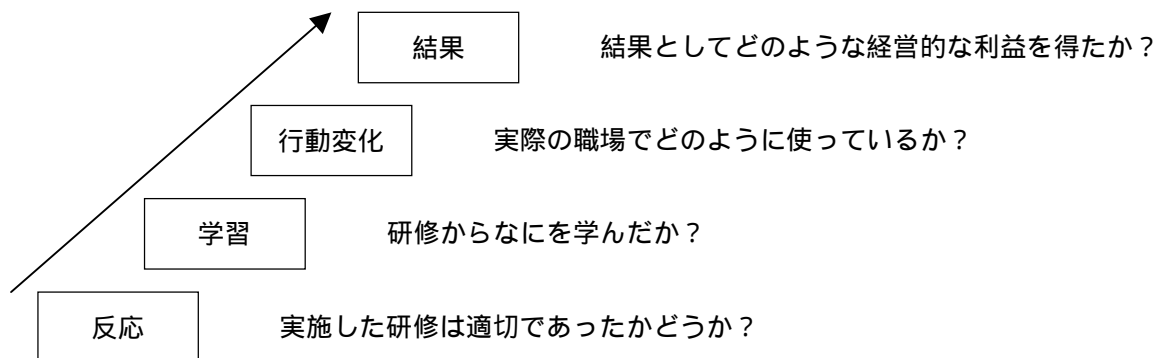 結果 結果としてどのような経営的な利益を得たか？
行動変化 実際の職場でどのように使っているか？
学習 研修からなにを学んだか？
反応 実施した研修は適切であったかどうか？